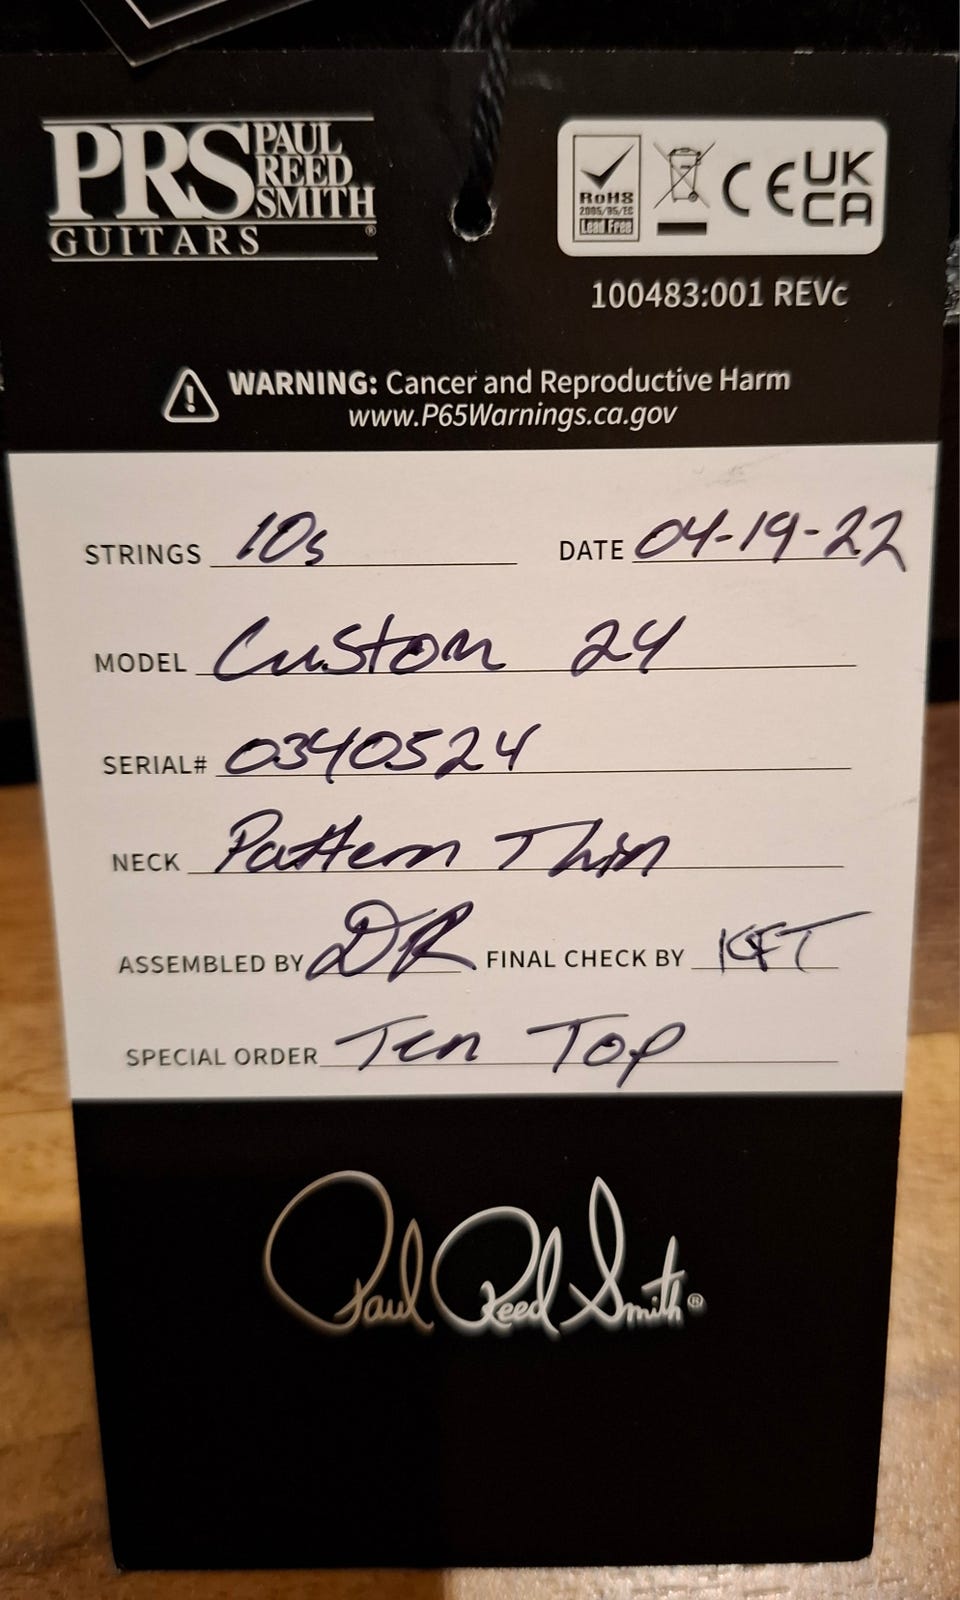 PRS PAUL REED SMITH
GUITARS ®
RoHS
2005/95/EC
Lead Free
CE UK CA
100483:001 REVc
WARNING: Cancer and Reproductive Harm
www.P65Warnings.ca.gov
STRINGS 10s DATE 04-19-22
MODEL Custom 24
SERIAL# 0340524
NECK Pattern Thin
ASSEMBLED BY DR FINAL CHECK BY KFT
SPECIAL ORDER Ten Top
Paul Reed Smith ®